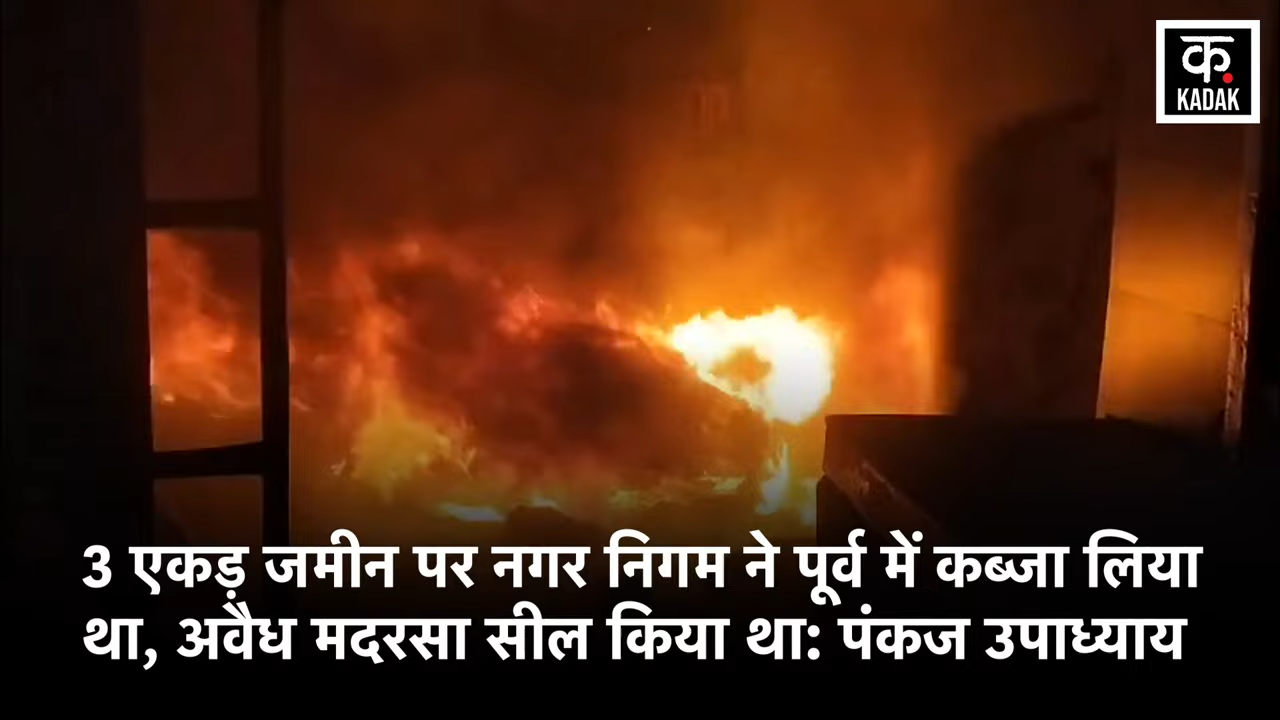 क.
KADAK
3 एकड़ जमीन पर नगर निगम ने पूर्व में कब्जा लिया
था, अवैध मदरसा सील किया था: पंकज उपाध्याय